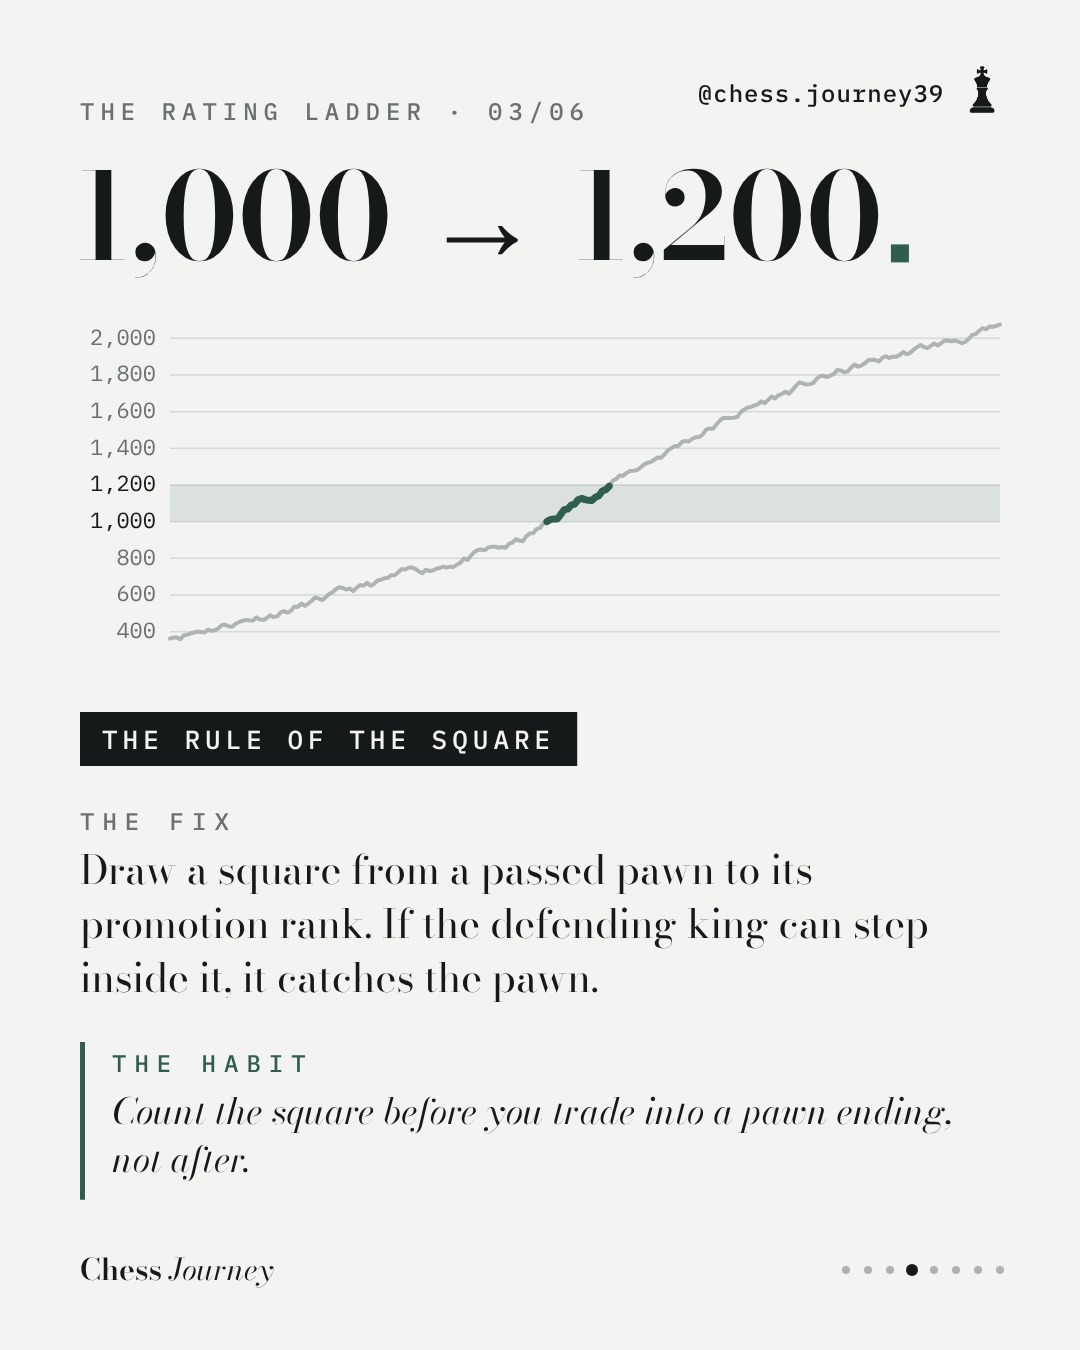 THE RATING LADDER · 03/06
@chess.journey39
1,000 → 1,200.
2,000
1,800
1,600
1,400
1,200
1,000
800
600
400
THE RULE OF THE SQUARE
THE FIX
Draw a square from a passed pawn to its
promotion rank. If the defending king can step
inside it, it catches the pawn.
THE HABIT
Count the square before you trade into a pawn ending,
not after.
Chess Journey